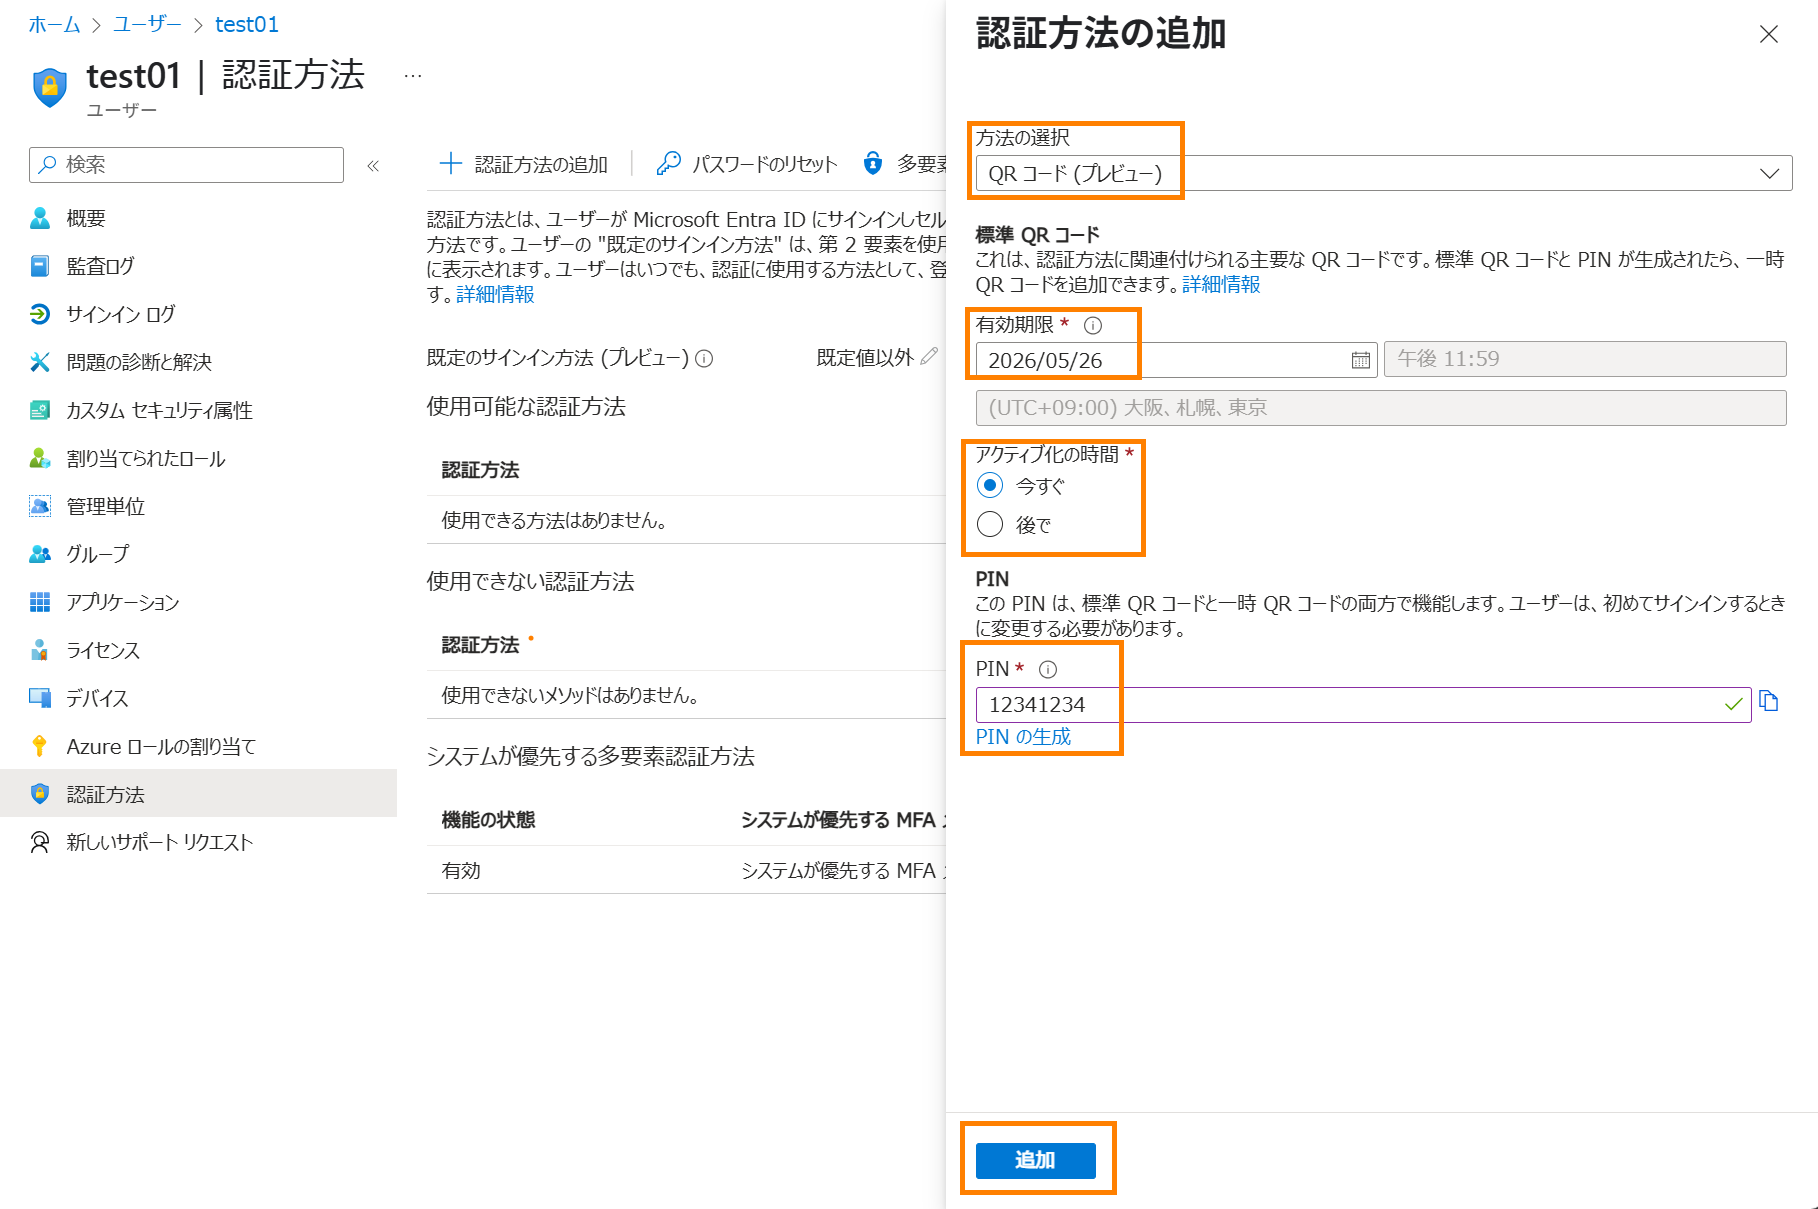 ホーム > ユーザー > test01
test01 | 認証方法 …
ユーザー
検索
«
概要
監査ログ
サインイン ログ
問題の診断と解決
カスタム セキュリティ属性
割り当てられたロール
管理単位
グループ
アプリケーション
ライセンス
デバイス
Azure ロールの割り当て
認証方法
新しいサポート リクエスト
認証方法の追加
パスワードのリセット
多要素
認証方法とは、ユーザーが Microsoft Entra ID にサインインしセル
方法です。ユーザーの "既定のサインイン方法" は、第 2 要素を使用
に表示されます。ユーザーはいつでも、認証に使用する方法として、登
す。詳細情報
既定のサインイン方法 (プレビュー)
既定値以外
使用可能な認証方法
認証方法
使用できる方法はありません。
使用できない認証方法
認証方法
使用できないメソッドはありません。
システムが優先する多要素認証方法
機能の状態
システムが優先する MFA
有効
システムが優先する MFA
認証方法の追加
方法の選択
QR コード (プレビュー)
標準 QR コード
これは、認証方法に関連付けられる主要な QR コードです。標準 QR コードと PIN が生成されたら、一時
QR コードを追加できます。詳細情報
有効期限 *
2026/05/26
午後 11:59
(UTC+09:00) 大阪、札幌、東京
アクティブ化の時間 *
今すぐ
後で
PIN
この PIN は、標準 QR コードと一時 QR コードの両方で機能します。ユーザーは、初めてサインインするとき
に変更する必要があります。
PIN *
12341234
PIN の生成
追加